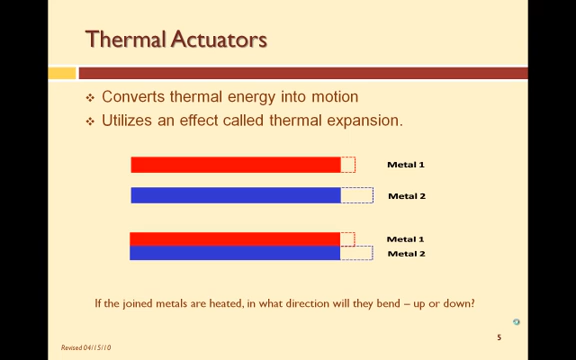 Thermal Actuators
❖ Converts thermal energy into motion
❖ Utilizes an effect called thermal expansion.
Metal 1
Metal 2
Metal 1
Metal 2
If the joined metals are heated, in what direction will they bend – up or down?
5
Revised 04/15/10